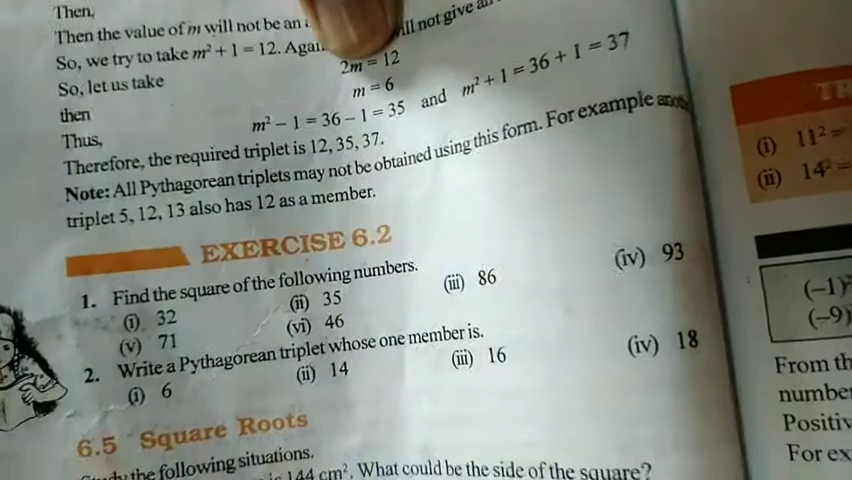 Then,
Then the value of m will not be an will not give an
So, we try to take m² + 1 = 12. Again
So, let us take 2m = 12
then m = 6
Thus, m² – 1 = 36 – 1 = 35 and m² + 1 = 36 + 1 = 37
Therefore, the required triplet is 12, 35, 37.
Note: All Pythagorean triplets may not be obtained using this form. For example another
triplet 5, 12, 13 also has 12 as a member.
EXERCISE 6.2
1. Find the square of the following numbers.
(i) 32 (ii) 35 (iii) 86 (iv) 93
(v) 71 (vi) 46
2. Write a Pythagorean triplet whose one member is.
(i) 6 (ii) 14 (iii) 16 (iv) 18
6.5 Square Roots
Study the following situations.
144 cm². What could be the side of the square?
(i) 11² =
(ii) 14² =
(–1)²
(–9)
From th
number
Positiv
For ex